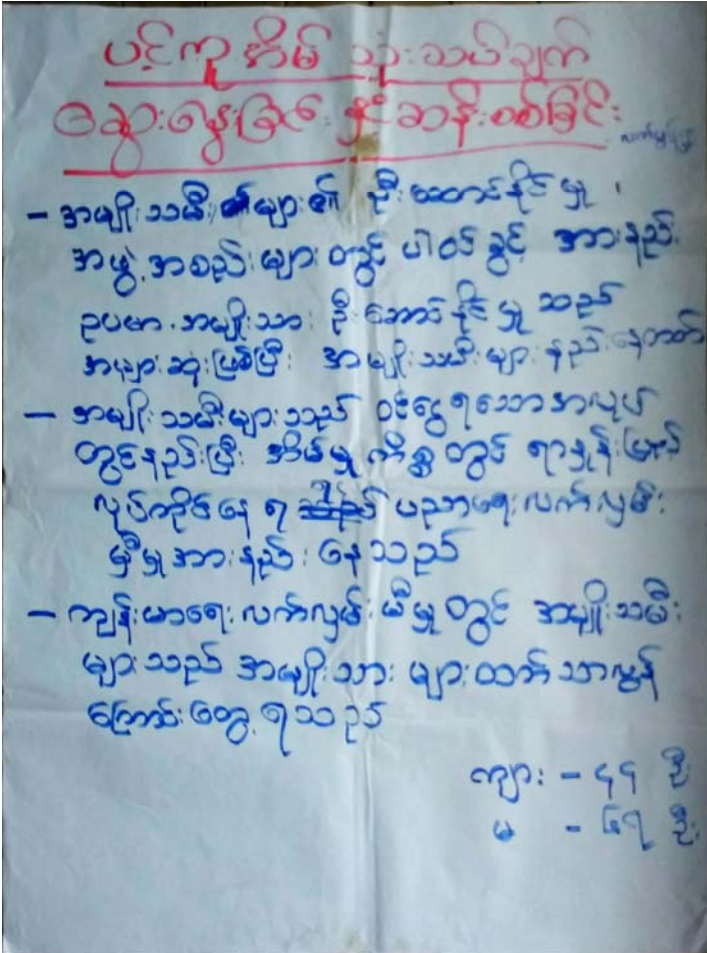 ပင့်ကူအိမ် သုံးသပ်ချက်
ဆွေးနွေးခြင်း နှင့်ဆန်းစစ်ခြင်း
- အမျိုးသမီးများ၏ ဦးဆောင်နိုင်မှု ၊
အဖွဲ့အစည်းများတွင် ပါဝင်ခွင့် အားနည်း
ဥပမာ - အမျိုးသား ဦးဆောင်နိုင်မှု သည်
အများဆုံးဖြစ်ပြီး အမျိုးသမီးများ နည်းနေတတ်
- အမျိုးသမီးများသည် ဝင်ငွေရသော အလုပ်
တွင်နည်းပြီး အိမ်မှုကိစ္စတွင် ရာနှုန်းပြည့်
လုပ်ကိုင်နေရ၍ ပညာရေးလက်လှမ်း
မှီမှုအားနည်းနေသည်
- ကျန်းမာရေးလက်လှမ်းမီမှုတွင် အမျိုးသမီး
များသည် အမျိုးသားများထက်သာလွန်
ကြောင်းတွေ့ရသည်
ကျား - ၄၄ ဦး
မ - ၆၇ ဦး